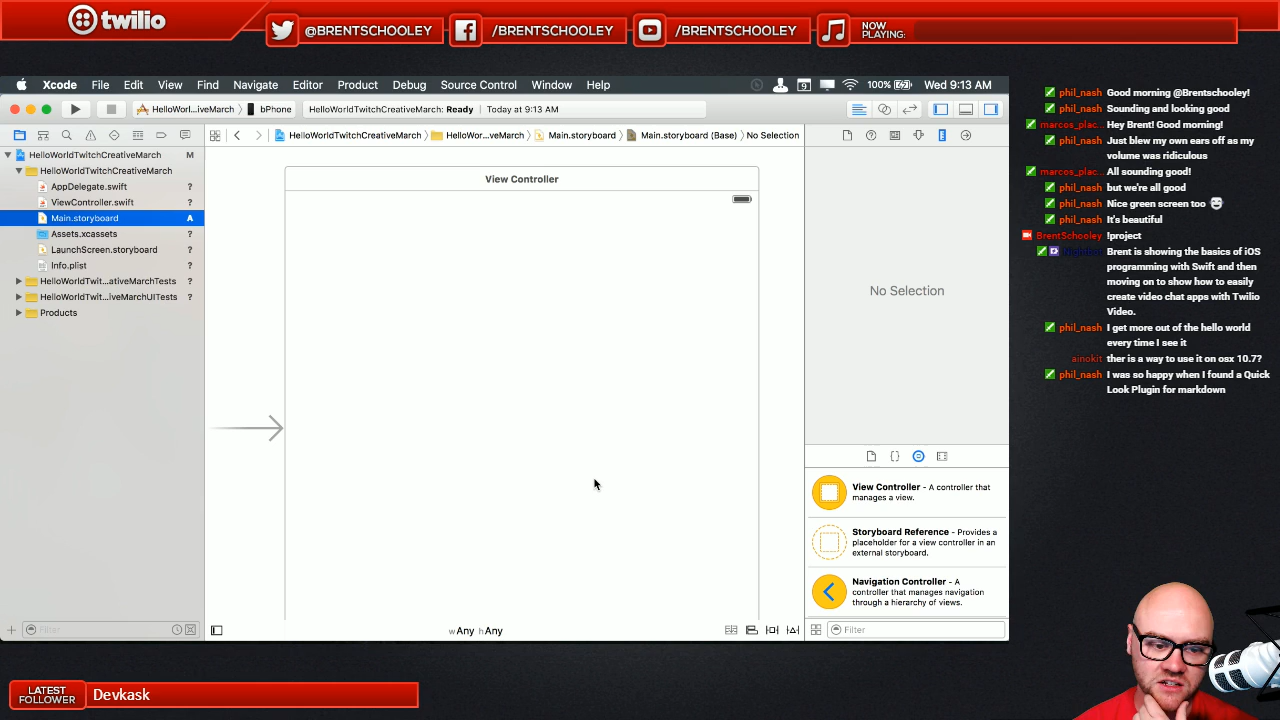 twilio
@BRENTSCHOOLEY
/BRENTSCHOOLEY
/BRENTSCHOOLEY
NOW PLAYING:
Xcode File Edit View Find Navigate Editor Product Debug Source Control Window Help
9
100%
Wed 9:13 AM
HelloWorl...iveMarch
bPhone
HelloWorldTwitchCreativeMarch: Ready
Today at 9:13 AM
HelloWorldTwitchCreativeMarch
HelloWor...veMarch
Main.storyboard
Main.storyboard (Base)
No Selection
HelloWorldTwitchCreativeMarch M
HelloWorldTwitchCreativeMarch
AppDelegate.swift ?
ViewController.swift ?
Main.storyboard A
Assets.xcassets ?
LaunchScreen.storyboard ?
Info.plist ?
HelloWorldTwit...ativeMarchTests ?
HelloWorldTwit...iveMarchUITests ?
Products
Filter
View Controller
wAny hAny
No Selection
View Controller - A controller that
manages a view.
Storyboard Reference - Provides a
placeholder for a view controller in an
external storyboard.
Navigation Controller - A
controller that manages navigation
through a hierarchy of views.
Filter
phil_nash Good morning @Brentschooley!
phil_nash Sounding and looking good
marcos_plac... Hey Brent! Good morning!
phil_nash Just blew my own ears off as my
volume was ridiculous
marcos_plac... All sounding good!
phil_nash but we're all good
phil_nash Nice green screen too
phil_nash It's beautiful
BrentSchooley !project
Brent is showing the basics of iOS
programming with Swift and then
moving on to show how to easily
create video chat apps with Twilio
Video.
phil_nash I get more out of the hello world
every time I see it
ainokit ther is a way to use it on osx 10.7?
phil_nash I was so happy when I found a Quick
Look Plugin for markdown
LATEST
FOLLOWER
Devkask